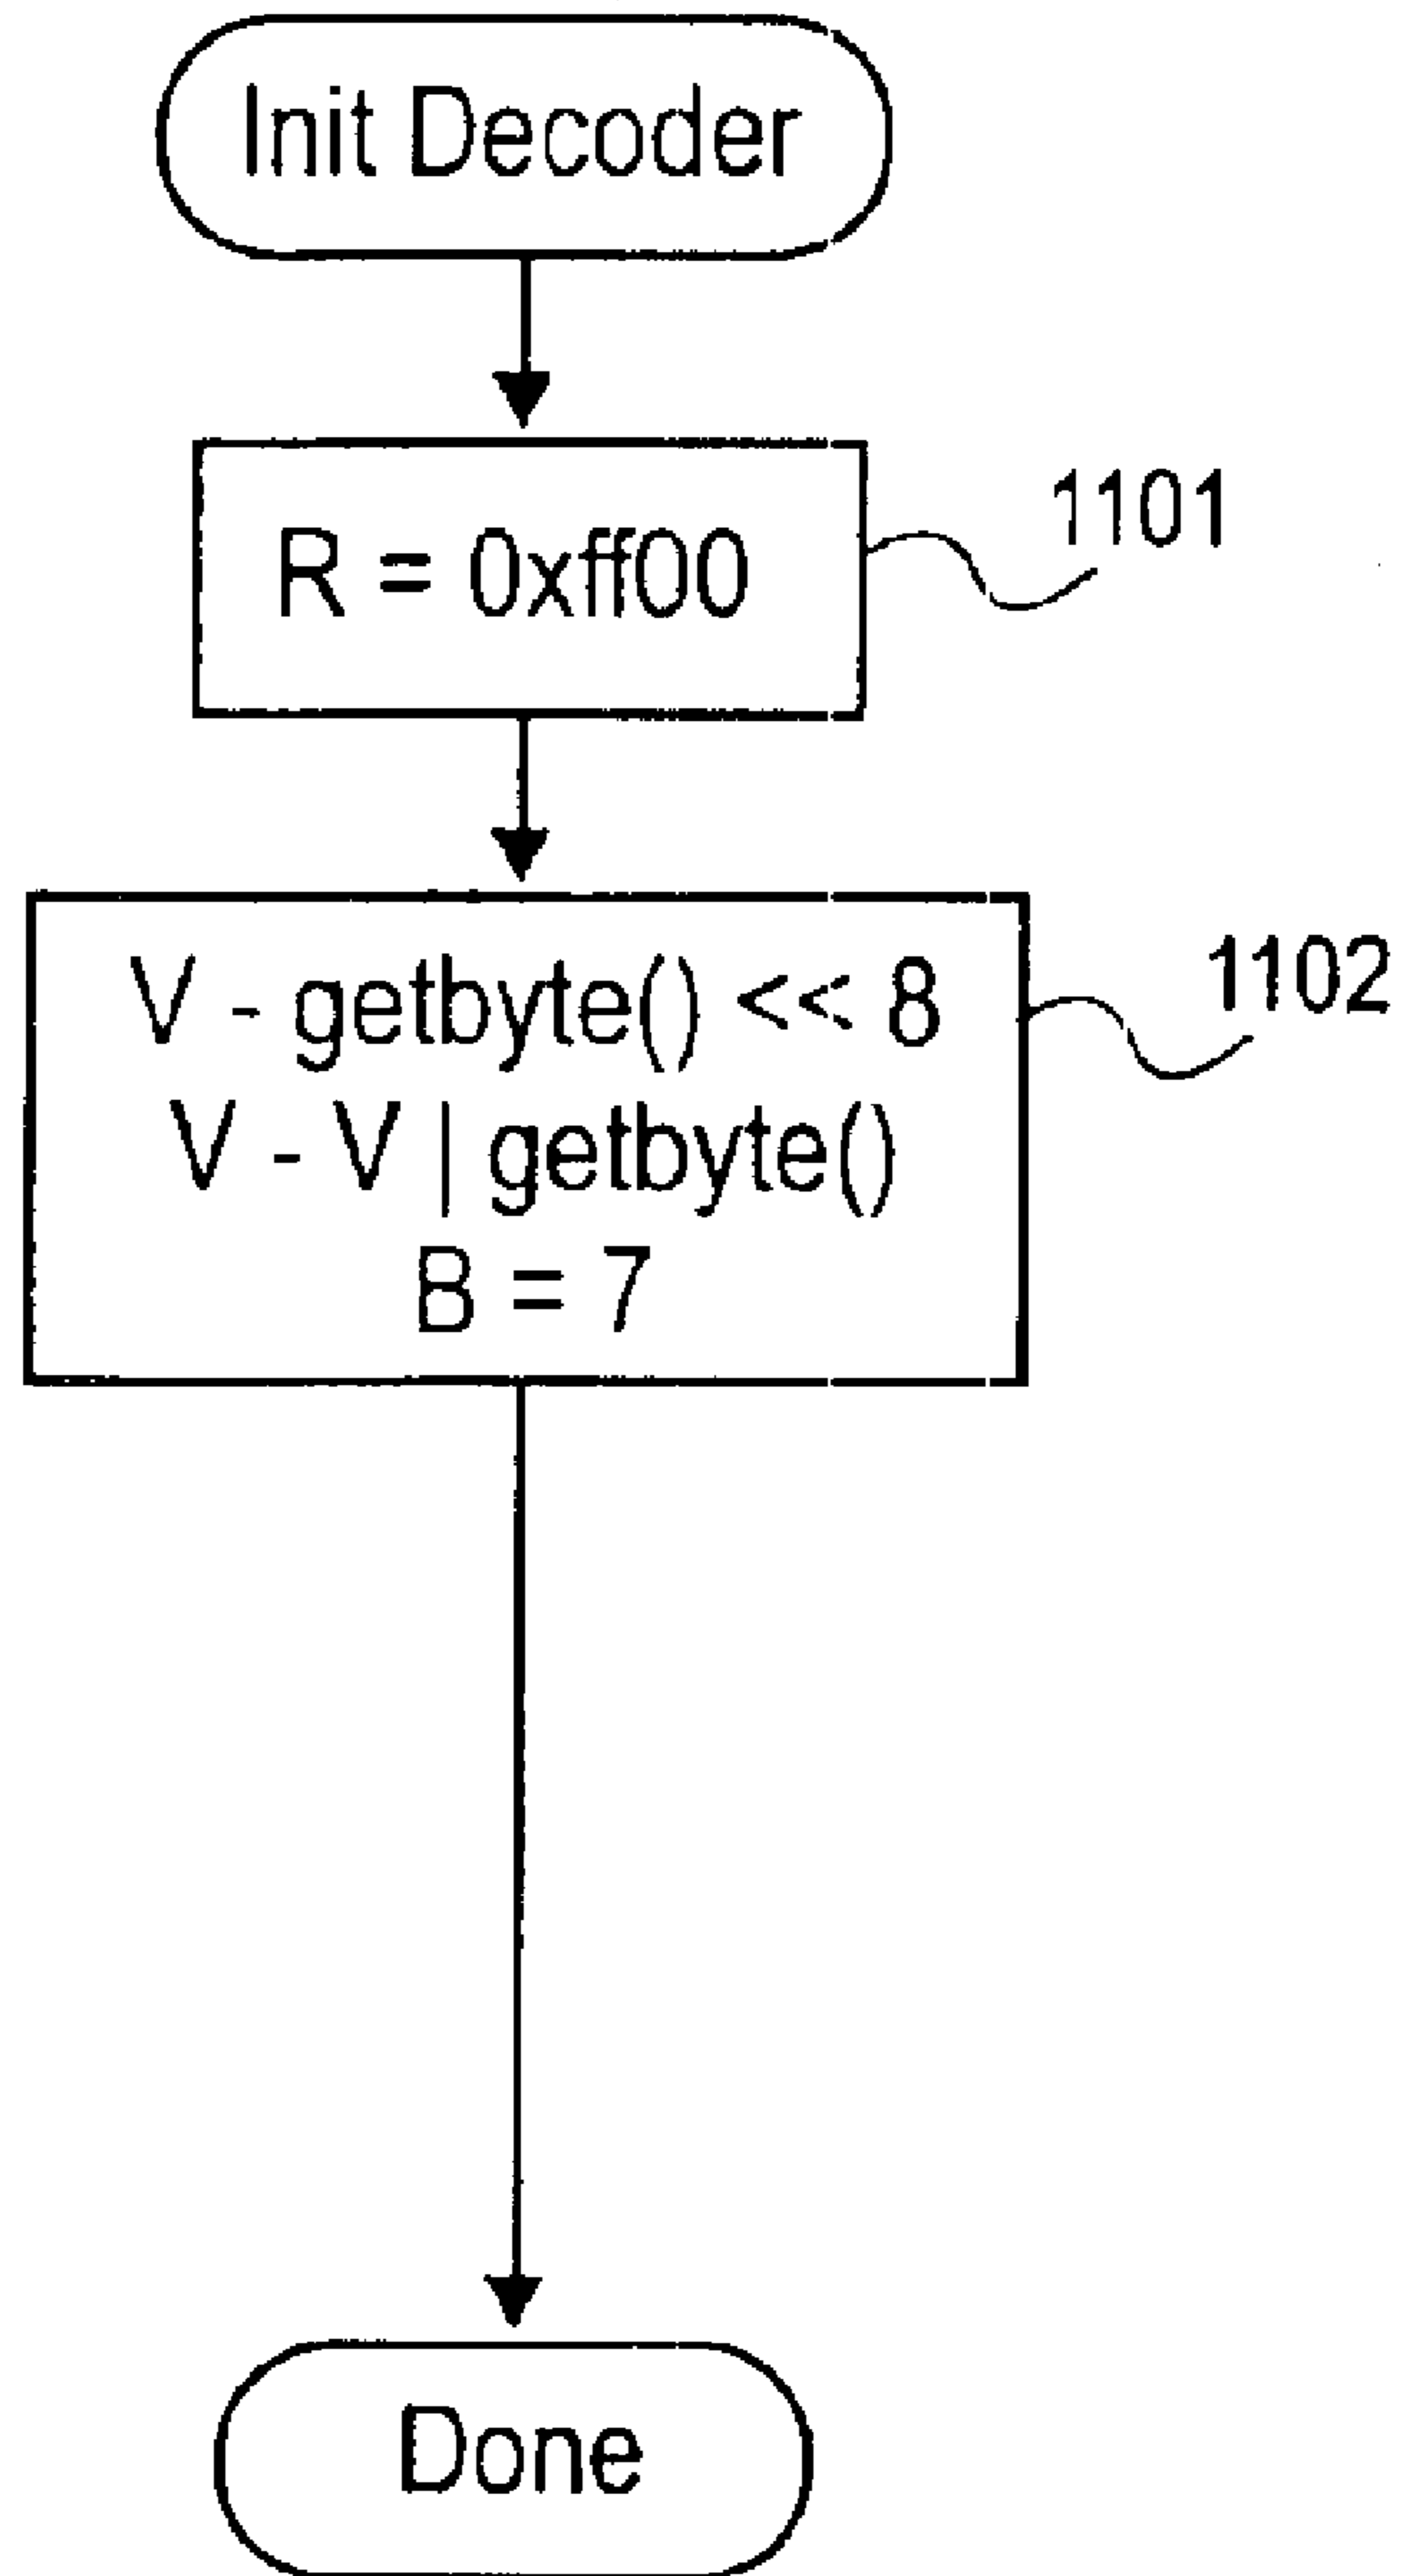 Init Decoder
R = 0xff00
1101
V - getbyte() << 8
V - V | getbyte()
B = 7
1102
Done